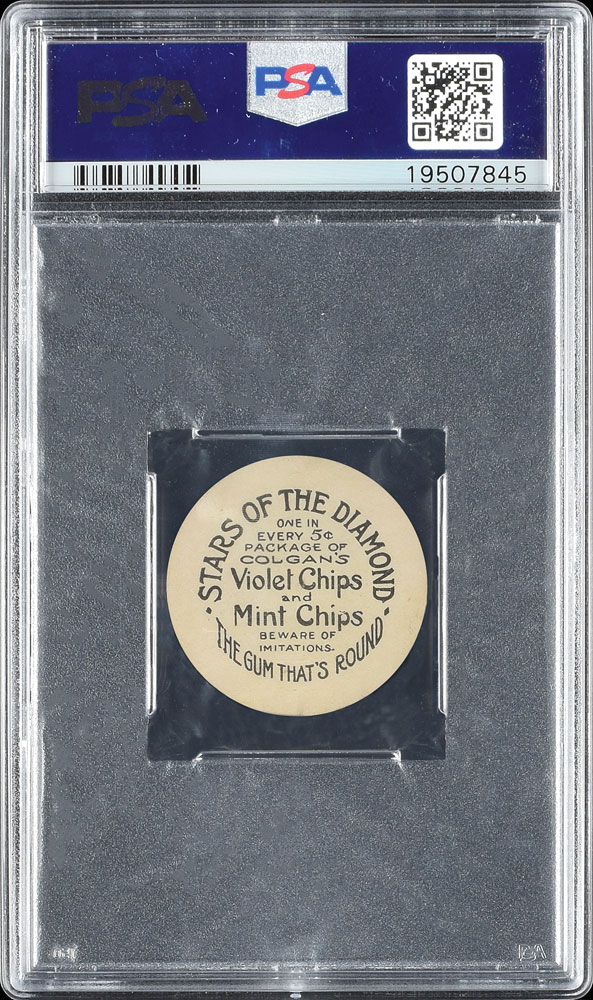 PSA
PSA
19507845
STARS OF THE DIAMOND
ONE IN
EVERY 5¢
PACKAGE OF
COLGAN'S
Violet Chips
and
Mint Chips
BEWARE OF
IMITATIONS.
THE GUM THAT'S ROUND
PSA